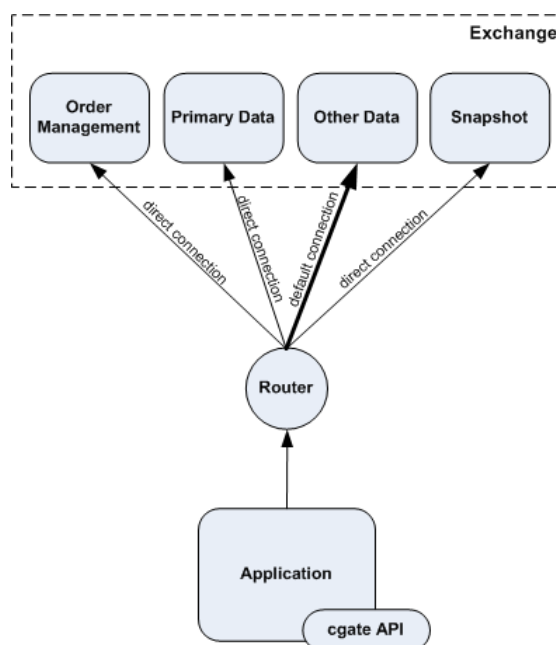 Exchange
Order
Management
Primary Data
Other Data
Snapshot
direct connection
direct connection
default connection
direct connection
Router
Application
cgate API